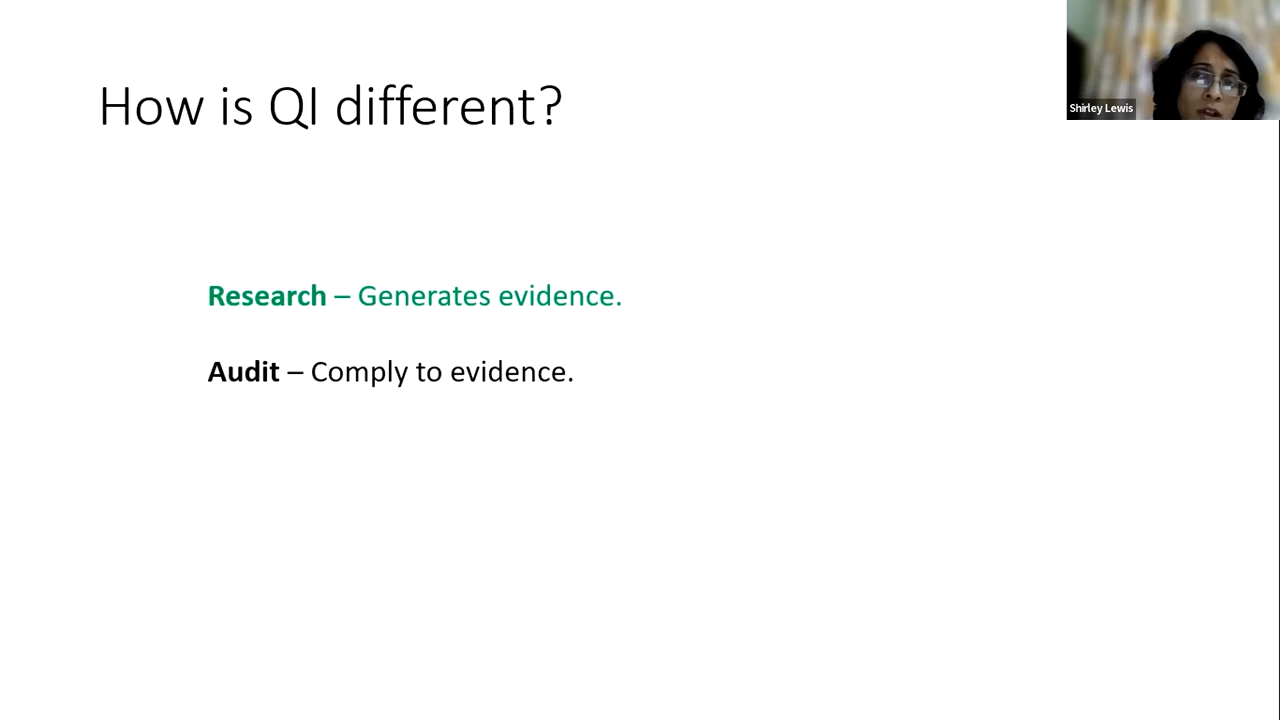 How is QI different?
Shirley Lewis
Research – Generates evidence.
Audit – Comply to evidence.